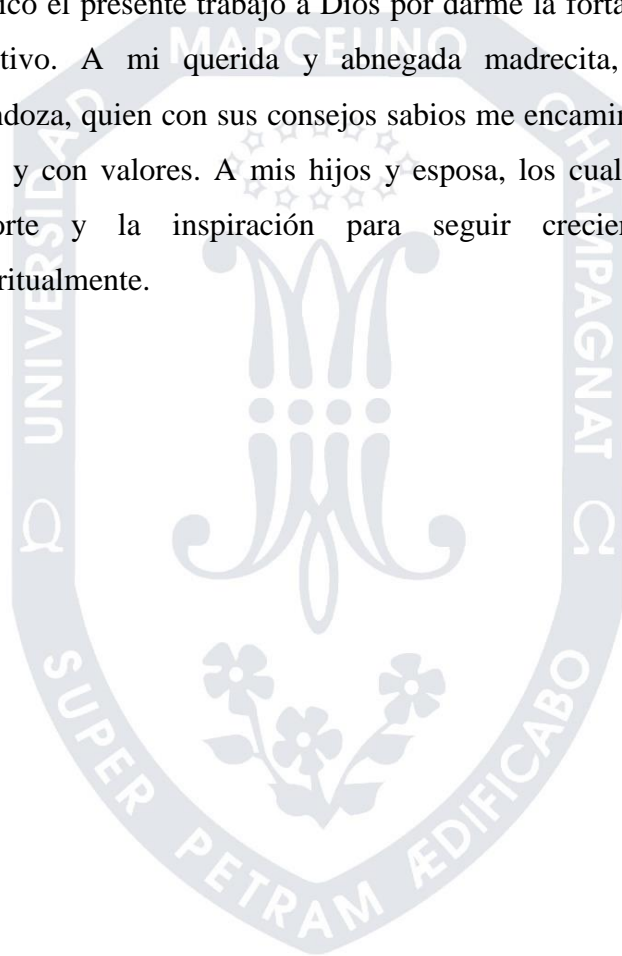 ico el presente trabajo a Dios por darme la forta
tivo. A mi querida y abnegada madrecita,
ndoza, quien con sus consejos sabios me encamin
y con valores. A mis hijos y esposa, los cual
orte y la inspiración para seguir crecien
ritualmente.
UNIVERSIDAD
MARCELINO
CHAMPAGNAT
SUPER PETRAM ÆDIFICABO